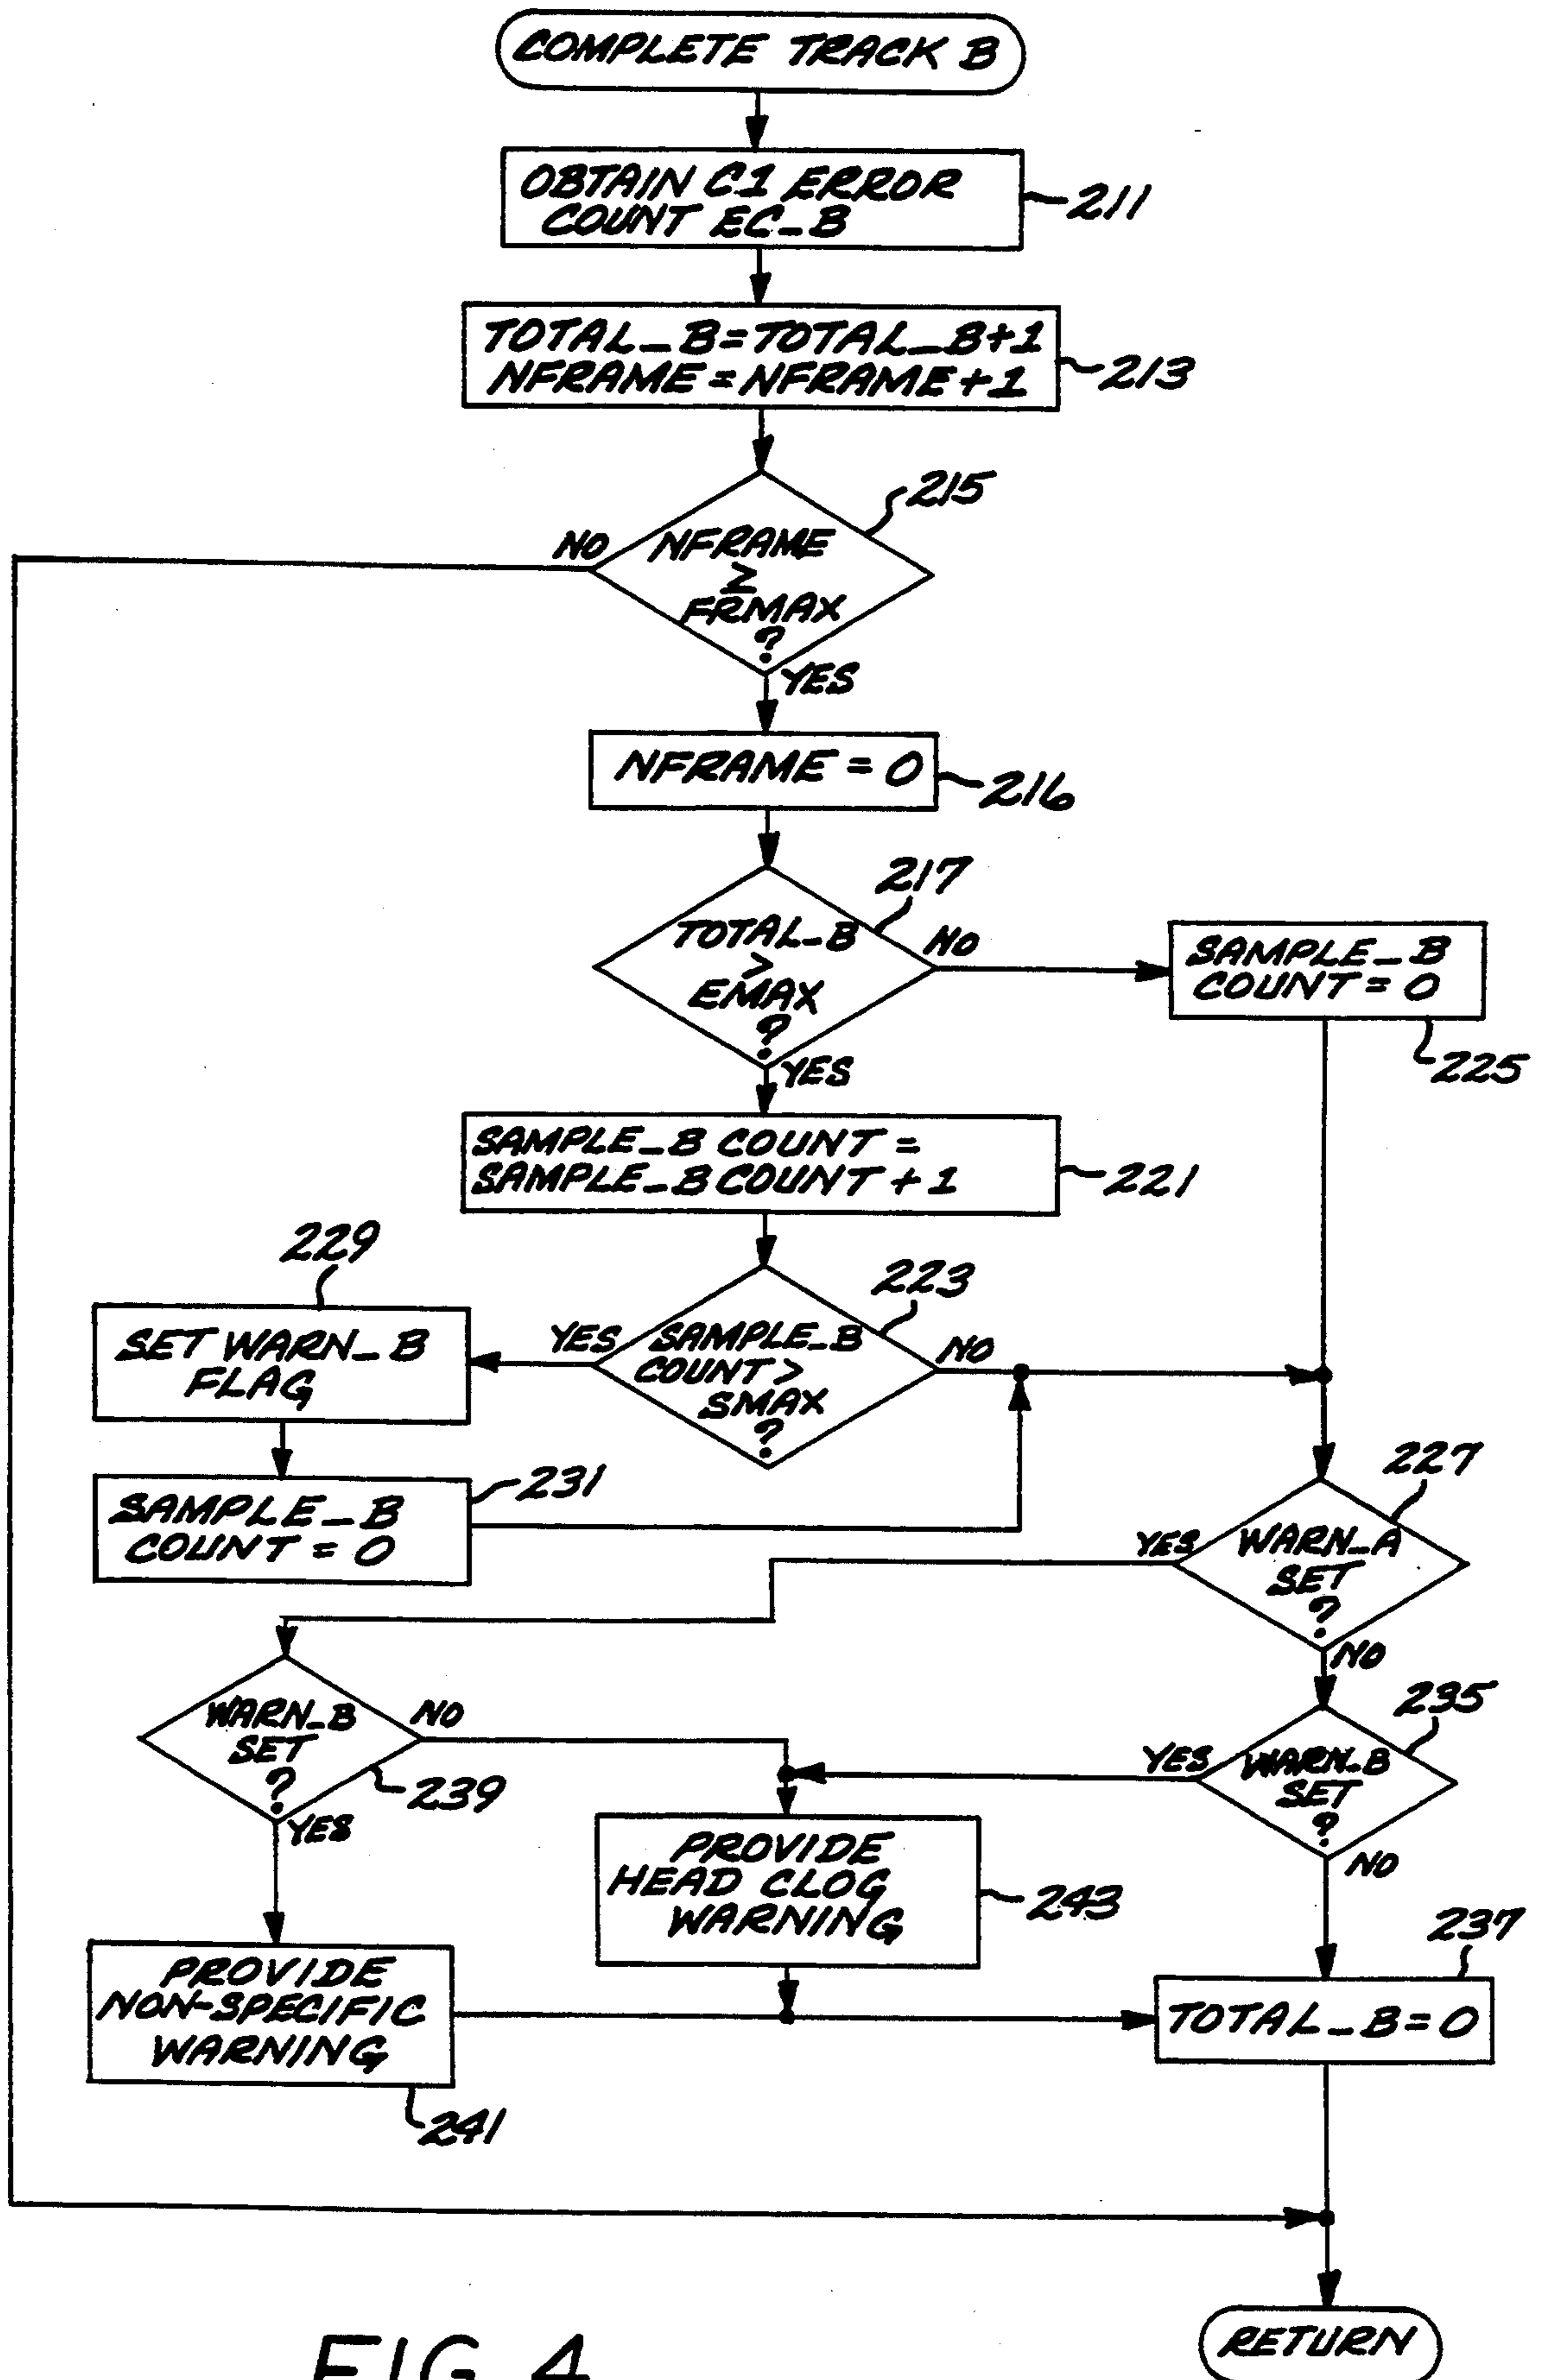 COMPLETE TRACK B
OBTAIN C1 ERROR
COUNT EC_B
211
TOTAL_B=TOTAL_B+1
NFRAME=NFRAME+1
213
215
NO
NFRAME
≥
FRMAX
?
YES
NFRAME = 0
216
217
TOTAL_B
>
EMAX
?
NO
YES
SAMPLE_B
COUNT = 0
225
SAMPLE_B COUNT =
SAMPLE_B COUNT + 1
221
229
223
SET WARN_B
FLAG
YES
SAMPLE_B
COUNT >
SMAX
?
NO
231
SAMPLE_B
COUNT = 0
227
YES
WARN_A
SET
?
NO
WARN_B
SET
?
NO
239
YES
235
YES
WARN_B
SET
?
NO
PROVIDE
HEAD CLOG
WARNING
243
237
PROVIDE
NON-SPECIFIC
WARNING
241
TOTAL_B=0
RETURN
FIG. 4